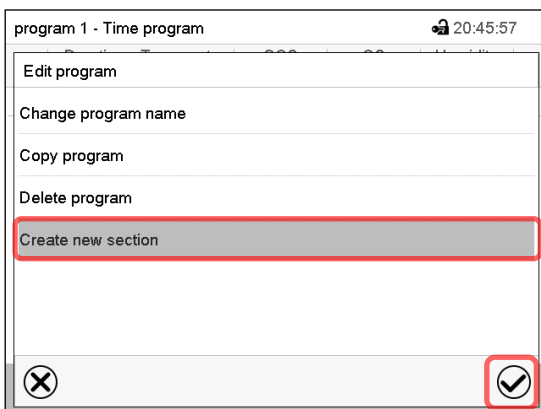 program 1 - Time program 20:45:57
Edit program
Change program name
Copy program
Delete program
Create new section